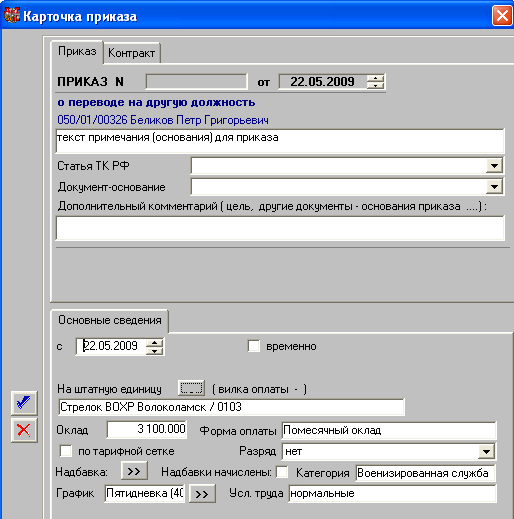 Карточка приказа
Приказ Контракт
ПРИКАЗ N от 22.05.2009
о переводе на другую должность
050/01/00326 Беликов Петр Григорьевич
текст примечания (основания) для приказа
Статья ТК РФ
Документ-основание
Дополнительный комментарий ( цель, другие документы - основания приказа ....) :
Основные сведения
с 22.05.2009 временно
На штатную единицу ... ( вилка оплаты - )
Стрелок ВОХР Волоколамск / 0103
Оклад 3 100.000 Форма оплаты Помесячный оклад
по тарифной сетке Разряд нет
Надбавка: >> Надбавки начислены: Категория Военизированная служба
График Пятидневка (40 >> Усл. труда нормальные